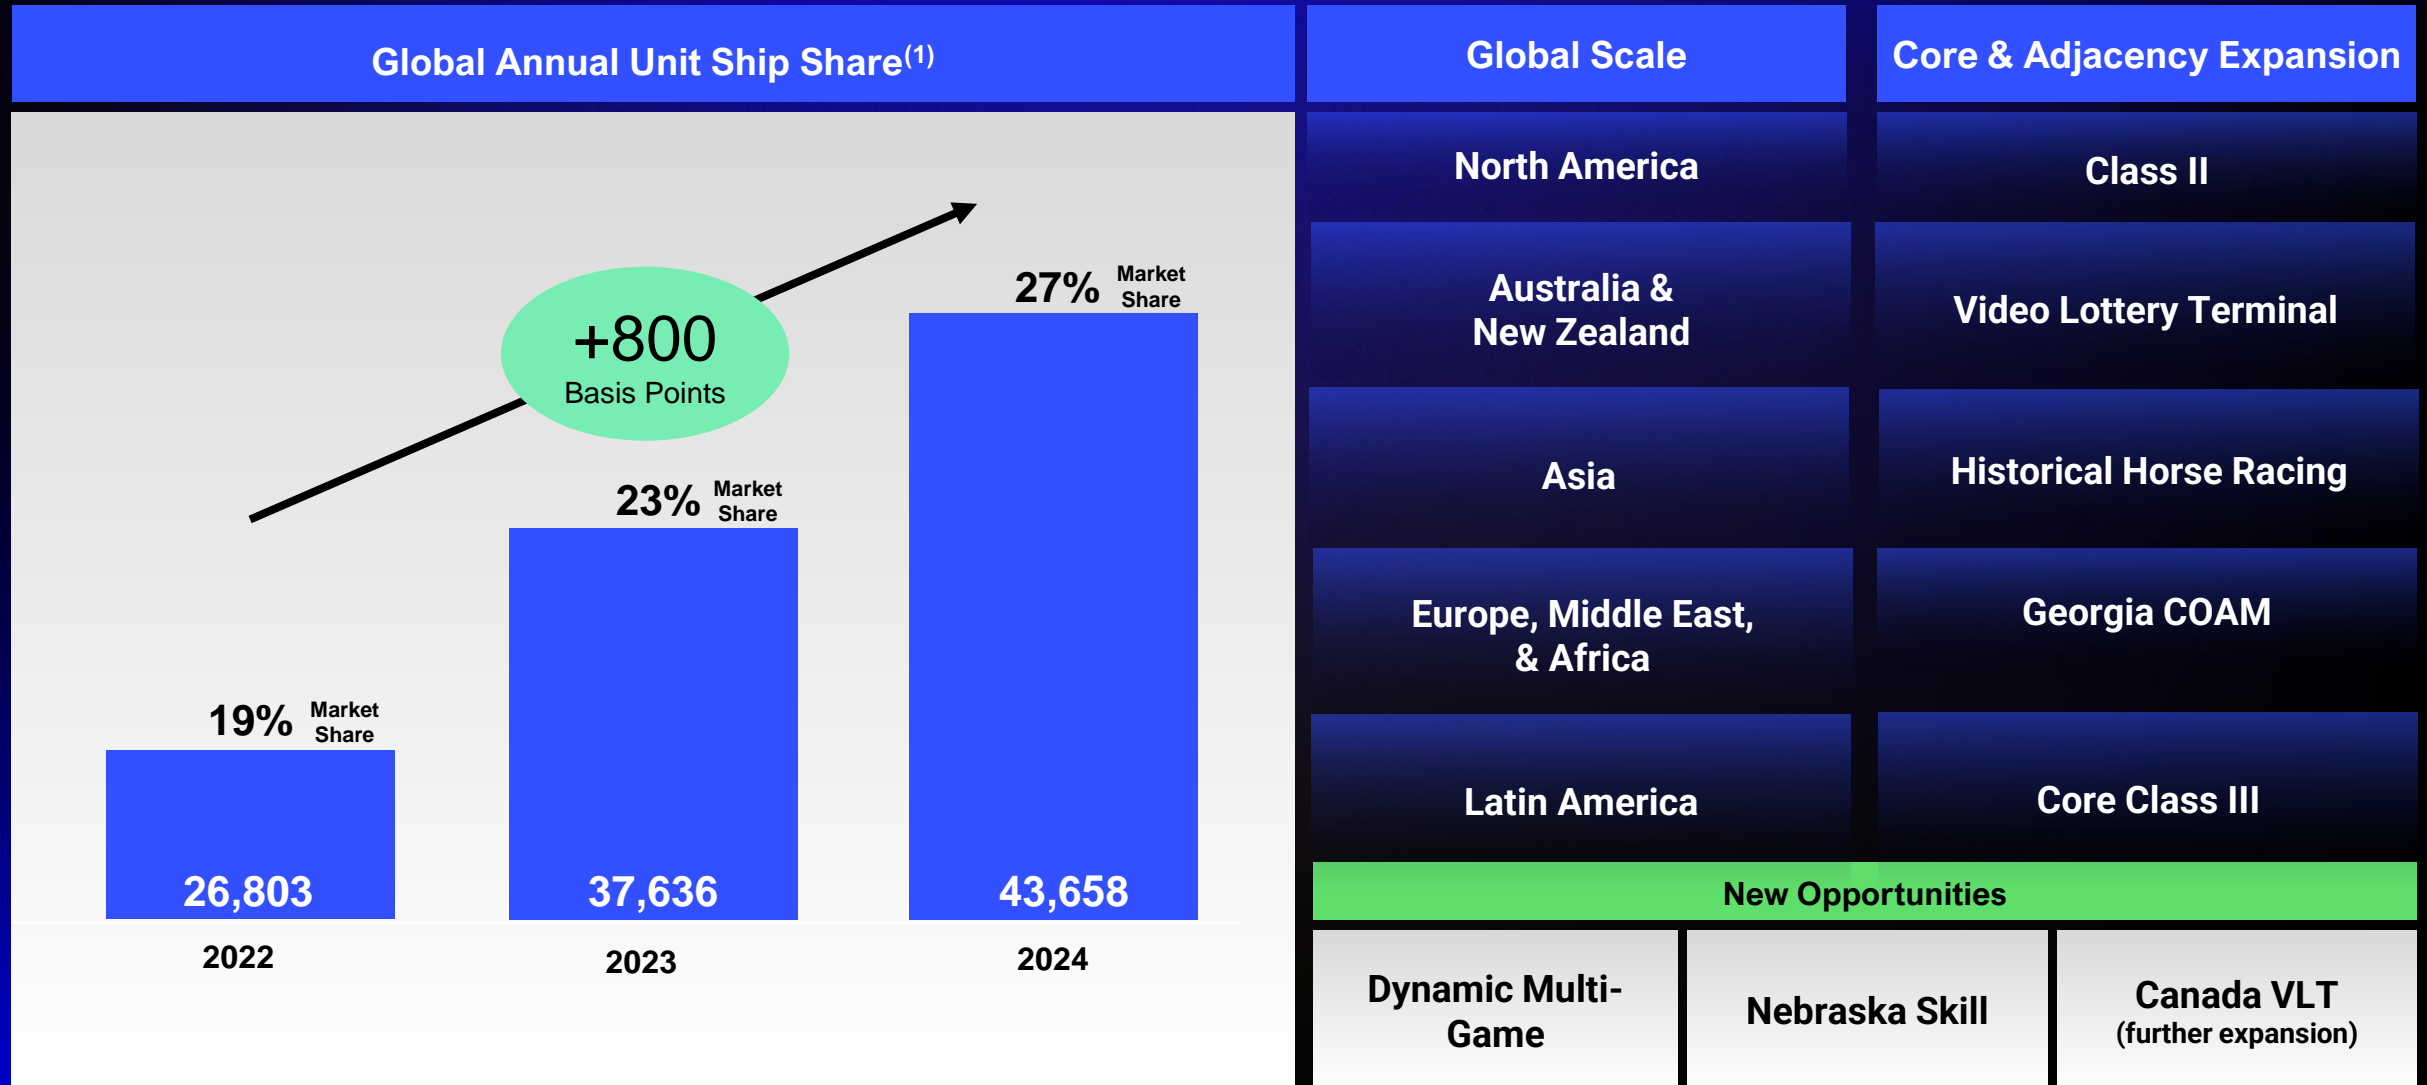 Global Annual Unit Ship Share(1)
+800
Basis Points
19% Market
Share
23% Market
Share
27% Market
Share
26,803
37,636
43,658
2022
2023
2024
Global Scale
North America
Australia &
New Zealand
Asia
Europe, Middle East,
& Africa
Latin America
Core & Adjacency Expansion
Class II
Video Lottery Terminal
Historical Horse Racing
Georgia COAM
Core Class III
New Opportunities
Dynamic Multi-
Game
Nebraska Skill
Canada VLT
(further expansion)